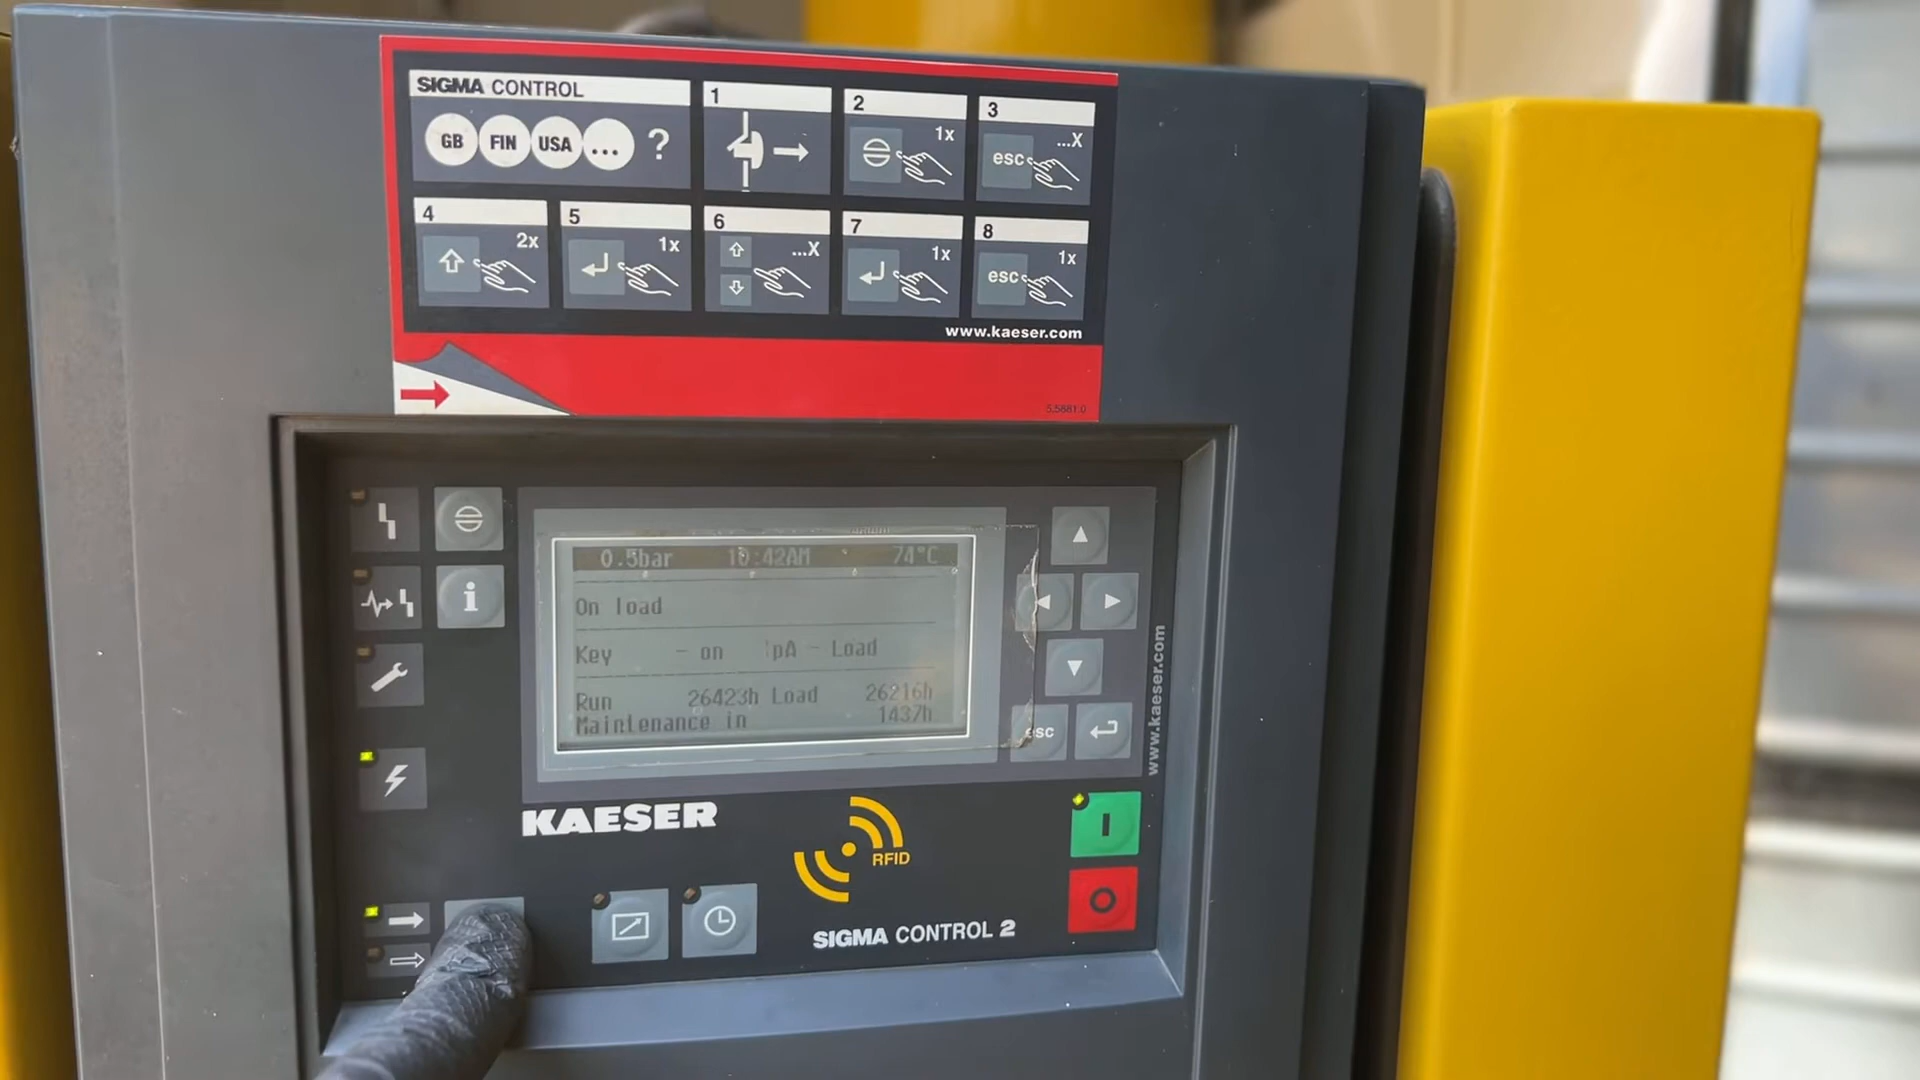 SIGMA CONTROL
GB FIN USA ... ?
1
2
1x
3
esc ...X
4
2x
5
1x
6
...X
7
1x
8
esc 1x
www.kaeser.com
5.5881.0
0.5bar 10:42AM 74°C
On load
Key - on pA - Load
Run 26423h Load 26216h
Maintenance in 1437h
esc
www.kaeser.com
KAESER
RFID
SIGMA CONTROL 2